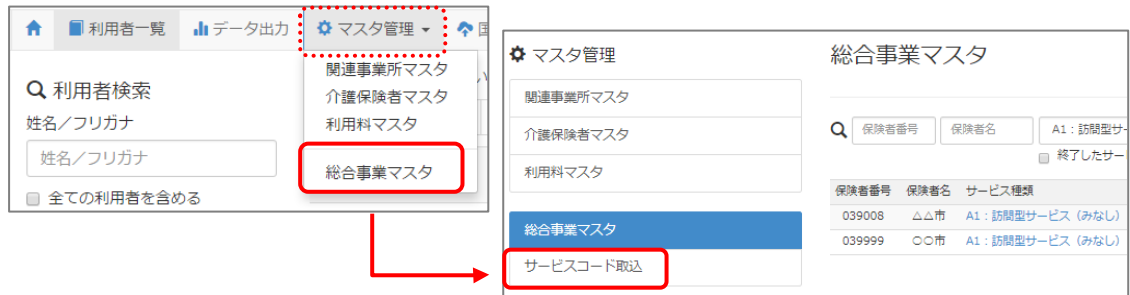 利用者一覧 データ出力 マスタ管理 国
関連事業所マスタ
介護保険者マスタ
利用料マスタ
総合事業マスタ
利用者検索
姓名／フリガナ
姓名／フリガナ
全ての利用者を含める
マスタ管理
関連事業所マスタ
介護保険者マスタ
利用料マスタ
総合事業マスタ
サービスコード取込
総合事業マスタ
保険者番号 保険者名 A1：訪問型サー
終了したサー
保険者番号 保険者名 サービス種類
039008 △△市 A1：訪問型サービス（みなし）
039999 〇〇市 A1：訪問型サービス（みなし）